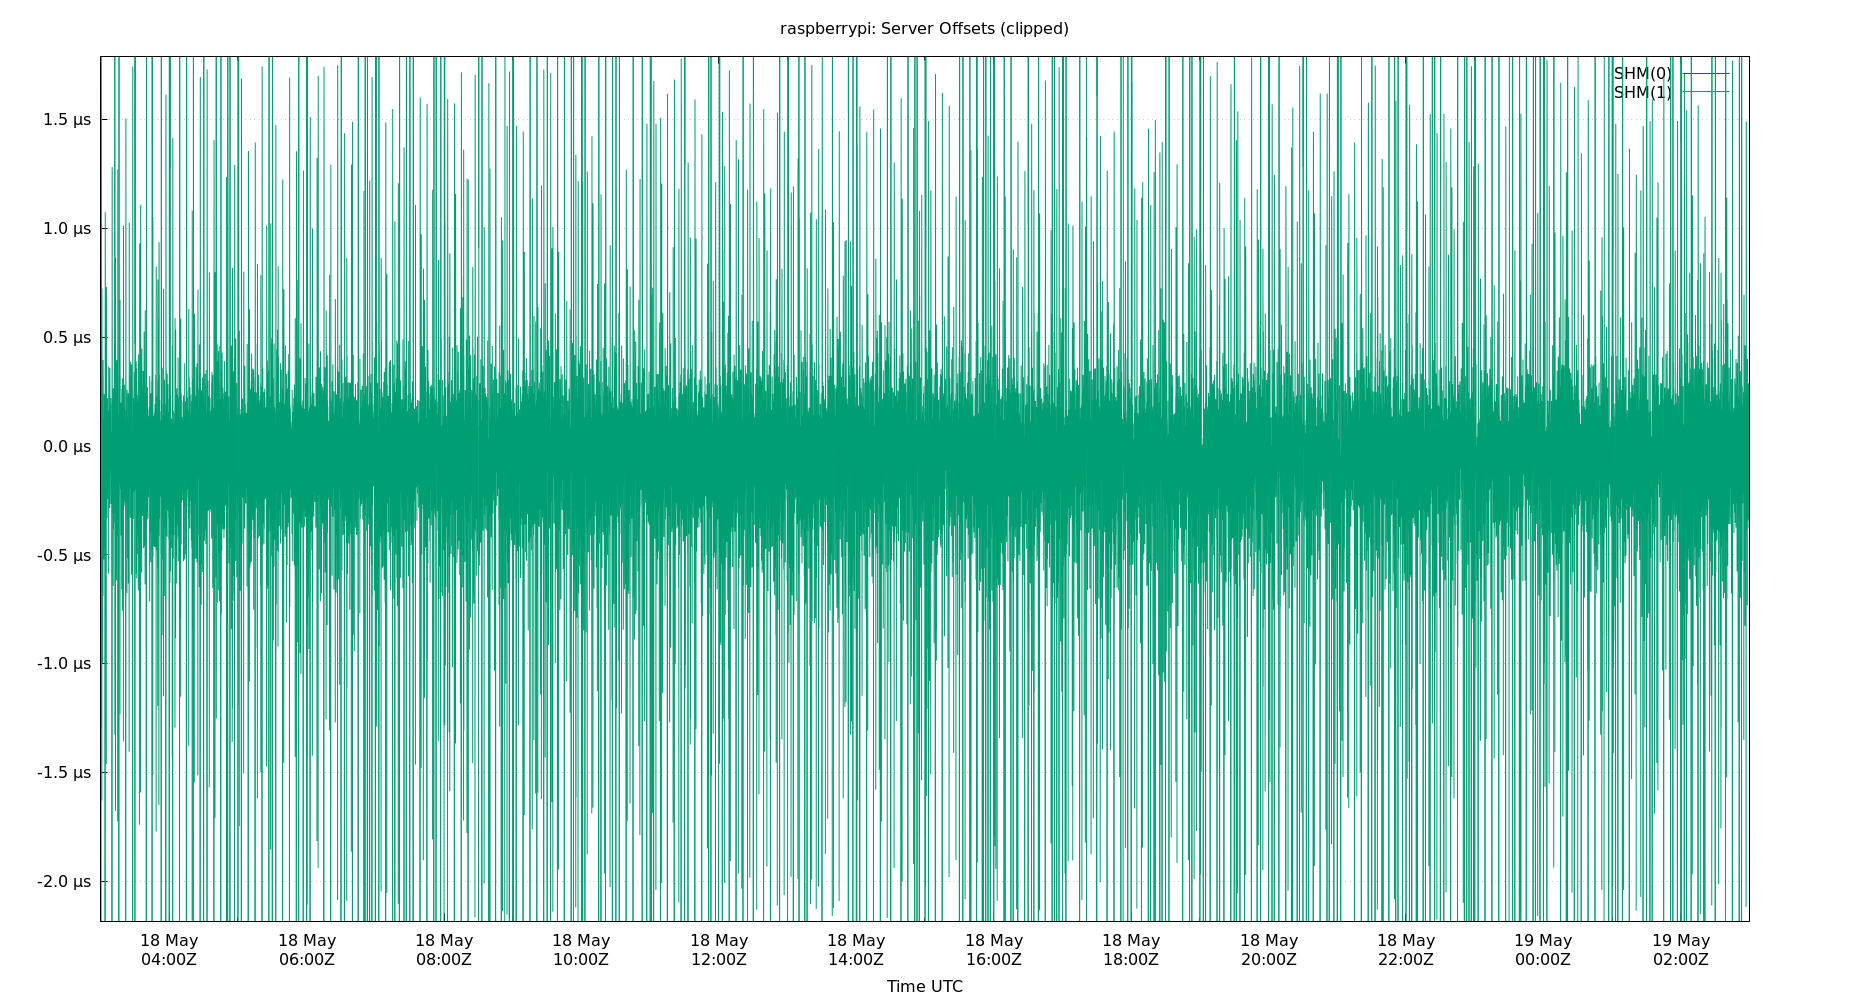 raspberrypi: Server Offsets (clipped)
SHM(0)
SHM(1)
1.5 µs
1.0 µs
0.5 µs
0.0 µs
-0.5 µs
-1.0 µs
-1.5 µs
-2.0 µs
18 May 18 May 18 May 18 May 18 May 18 May 18 May 18 May 18 May 18 May 19 May 19 May
04:00Z 06:00Z 08:00Z 10:00Z 12:00Z 14:00Z 16:00Z 18:00Z 20:00Z 22:00Z 00:00Z 02:00Z
Time UTC